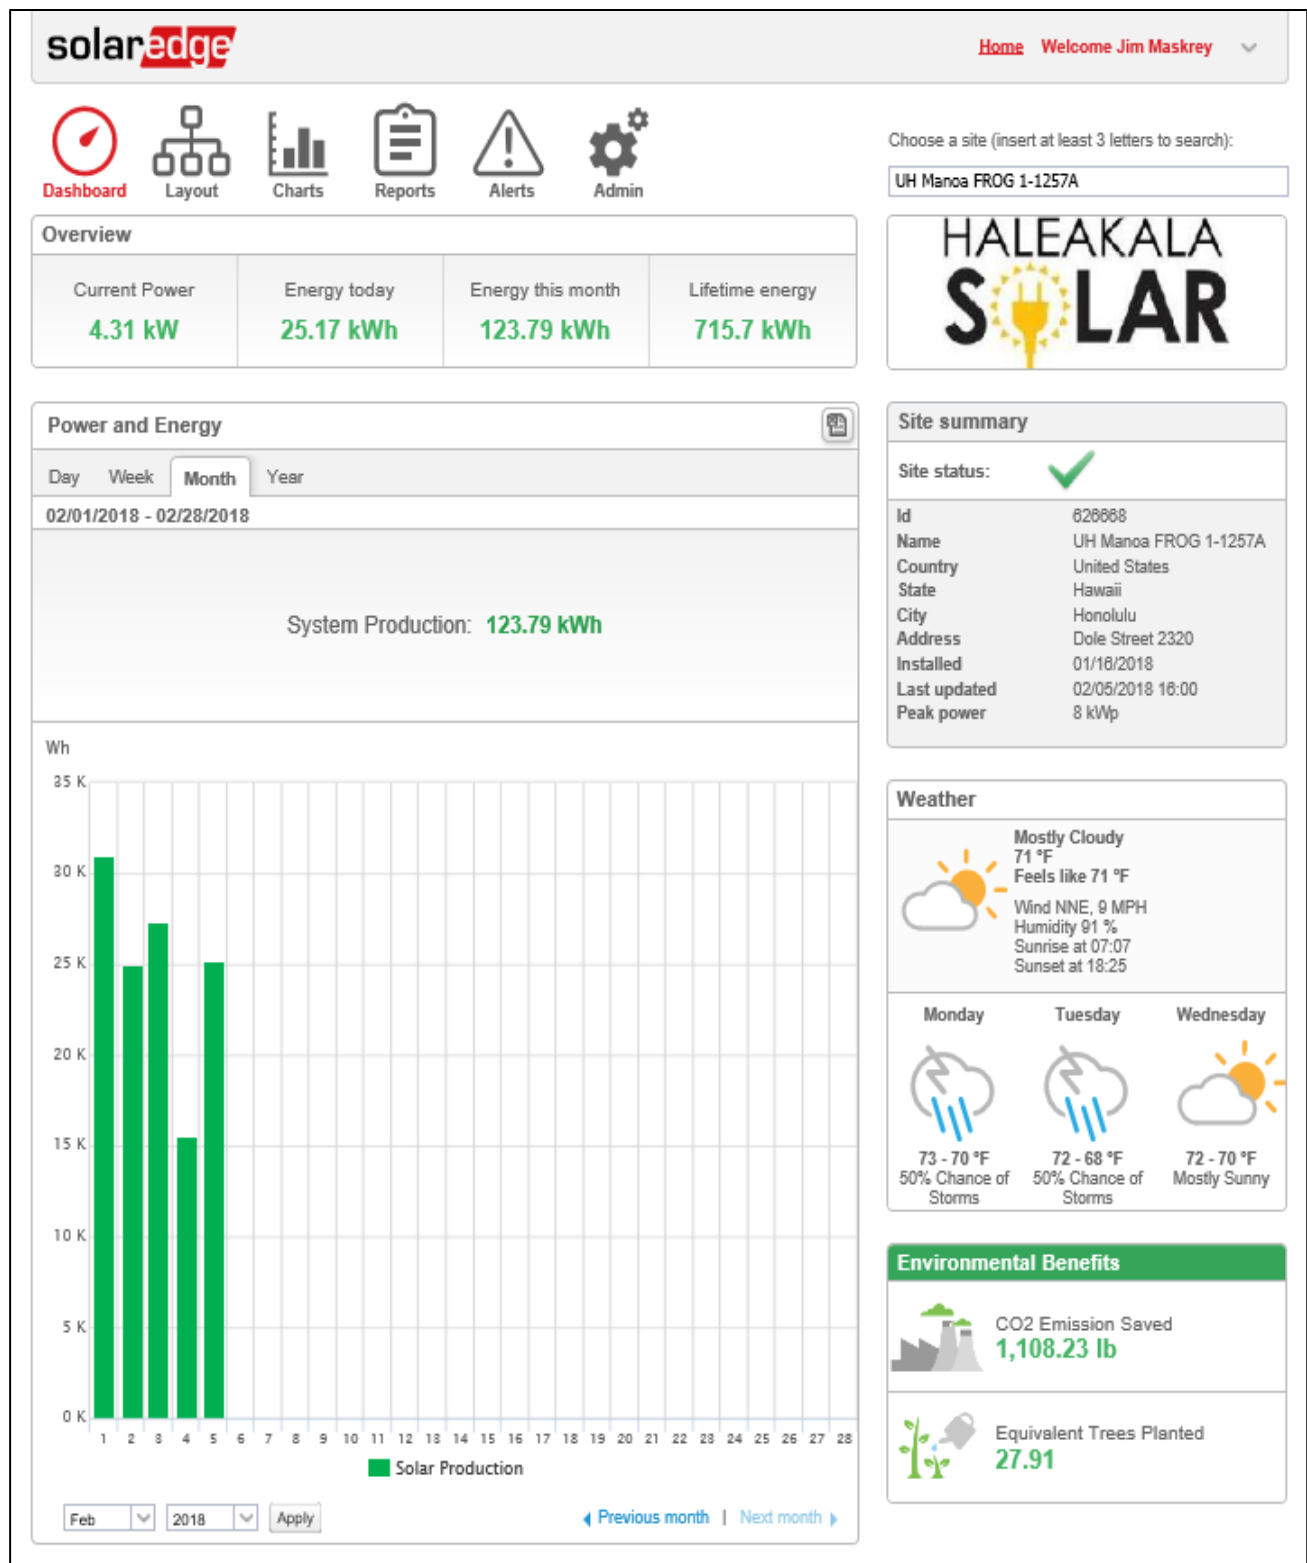 solaredge
Home Welcome Jim Maskrey
Dashboard Layout Charts Reports Alerts Admin
Choose a site (insert at least 3 letters to search):
UH Manoa FROG 1-1257A
Overview
Current Power Energy today Energy this month Lifetime energy
4.31 kW 25.17 kWh 123.79 kWh 715.7 kWh
HALEAKALA
SOLAR
Power and Energy
Day Week Month Year
02/01/2018 - 02/28/2018
System Production: 123.79 kWh
Wh
35 K
30 K
25 K
20 K
15 K
10 K
5 K
0 K
1 2 3 4 5 6 7 8 9 10 11 12 13 14 15 16 17 18 19 20 21 22 23 24 25 26 27 28
Solar Production
Feb 2018 Apply Previous month | Next month
Site summary
Site status:
Id 626668
Name UH Manoa FROG 1-1257A
Country United States
State Hawaii
City Honolulu
Address Dole Street 2320
Installed 01/16/2018
Last updated 02/05/2018 16:00
Peak power 8 kWp
Weather
Mostly Cloudy
71 °F
Feels like 71 °F
Wind NNE, 9 MPH
Humidity 91 %
Sunrise at 07:07
Sunset at 18:25
Monday Tuesday Wednesday
73 - 70 °F 72 - 68 °F 72 - 70 °F
50% Chance of 50% Chance of Mostly Sunny
Storms Storms
Environmental Benefits
CO2 Emission Saved
1,108.23 lb
Equivalent Trees Planted
27.91